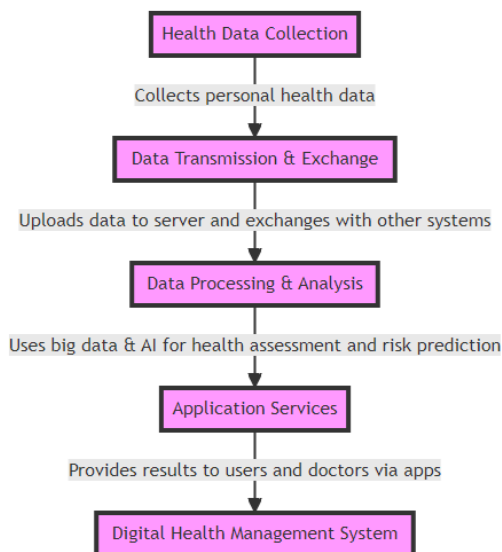 Health Data Collection
Collects personal health data
Data Transmission & Exchange
Uploads data to server and exchanges with other systems
Data Processing & Analysis
Uses big data & AI for health assessment and risk prediction
Application Services
Provides results to users and doctors via apps
Digital Health Management System